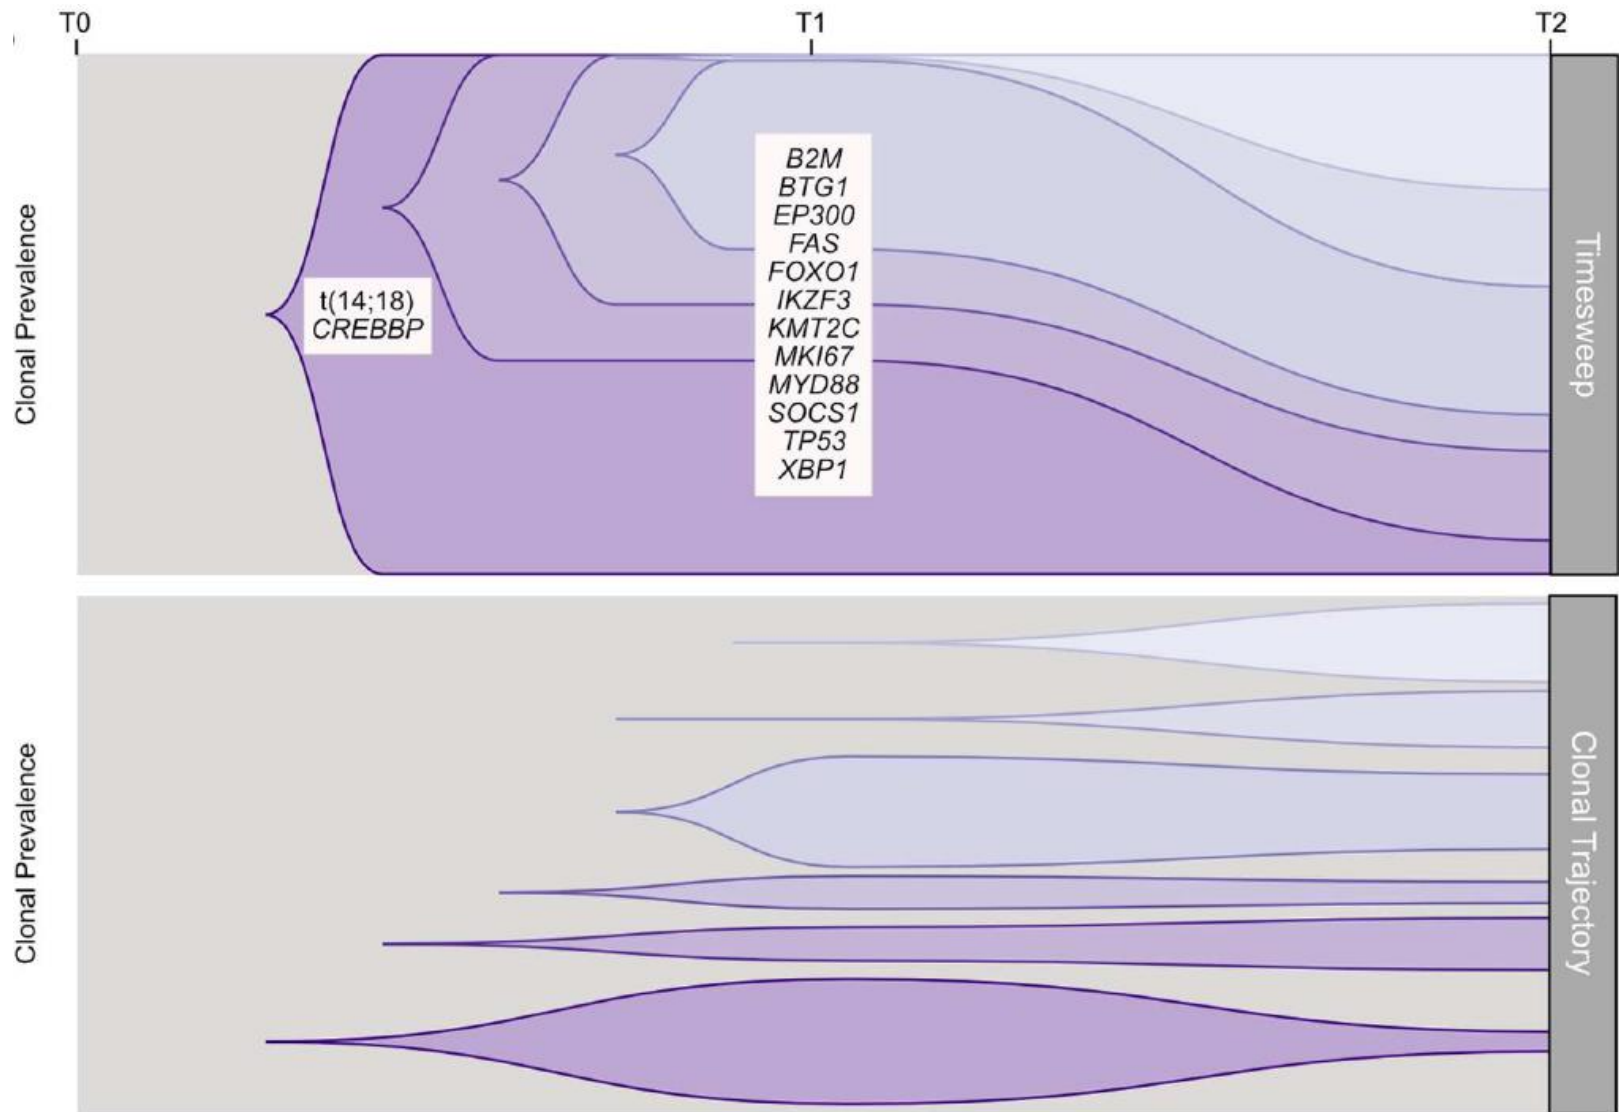 T0 T1 T2
Clonal Prevalence
t(14;18)
CREBBP
B2M
BTG1
EP300
FAS
FOXO1
IKZF3
KMT2C
MKI67
MYD88
SOCS1
TP53
XBP1
Timesweep
Clonal Prevalence
Clonal Trajectory